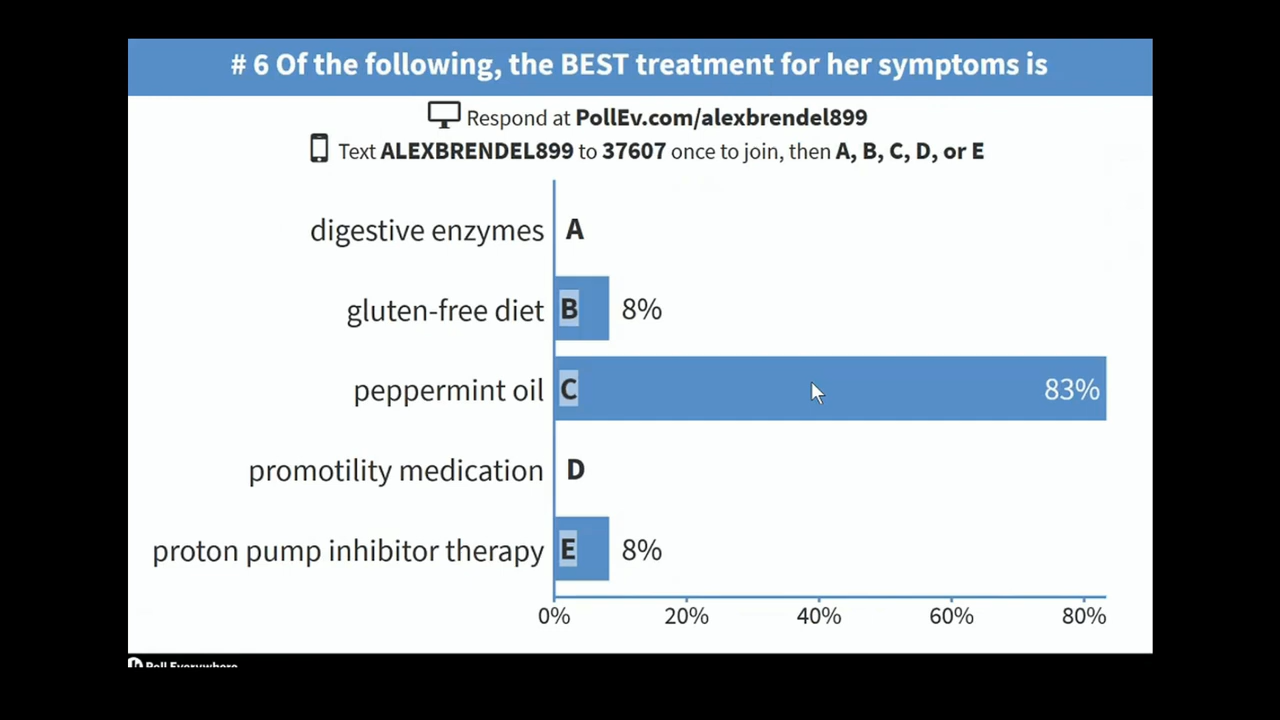 # 6 Of the following, the BEST treatment for her symptoms is
Respond at PollEv.com/alexbrendel899
Text ALEXBRENDEL899 to 37607 once to join, then A, B, C, D, or E
digestive enzymes A
gluten-free diet B 8%
peppermint oil C 83%
promotility medication D
proton pump inhibitor therapy E 8%
0% 20% 40% 60% 80%
Poll Everywhere